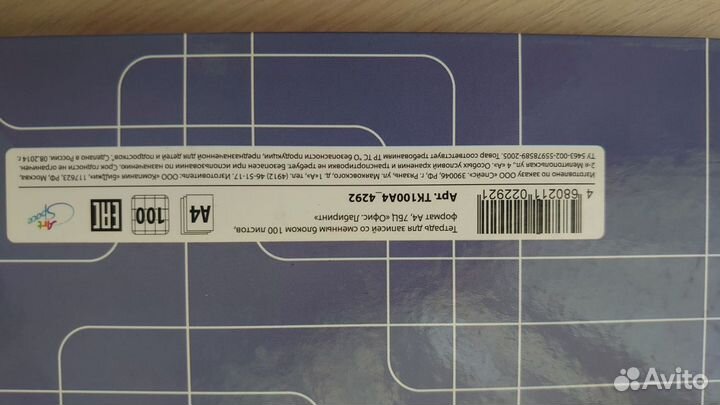 Тетрадь для записей со сменным блоком 100 листов,
формат А4, 7БЦ «Офис. Лабиринт»
Арт. ТК100А4_4292
4 680211 022921
A4
100
EAC
Art Space
Изготовлено по заказу ООО «Спейс», 390046, РФ, г. Рязань, ул. Маяковского, д. 1«А», тел. (4912) 46-51-17. Изготовитель: ООО «Компания «БиДжи», 117623, РФ, Москва,
2-я Мелитопольская ул., 4 «А». Особых условий хранения и транспортировки не требует. Безопасен при использовании по назначению. Срок годности не ограничен.
ТУ 5463-002-55978589-2005. Товар соответствует требованиям ТР ТС "О безопасности продукции, предназначенной для детей и подростков". Сделано в России. 08.2014 г.
Avito